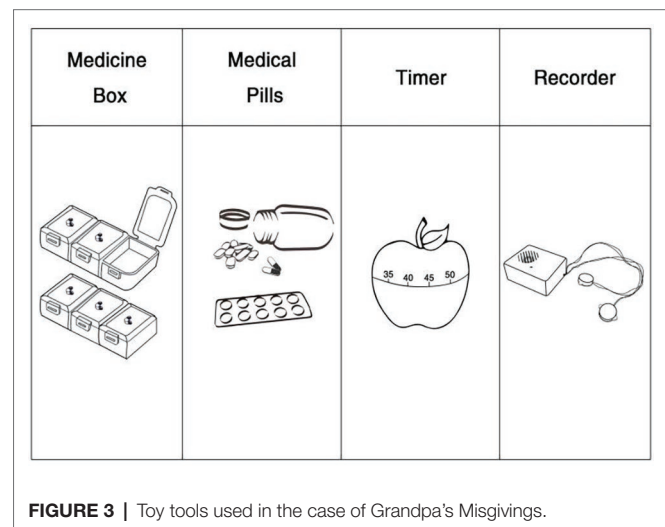 Medicine
Box
Medical
Pills
Timer
Recorder
35 40 45 50
FIGURE 3 | Toy tools used in the case of Grandpa's Misgivings.